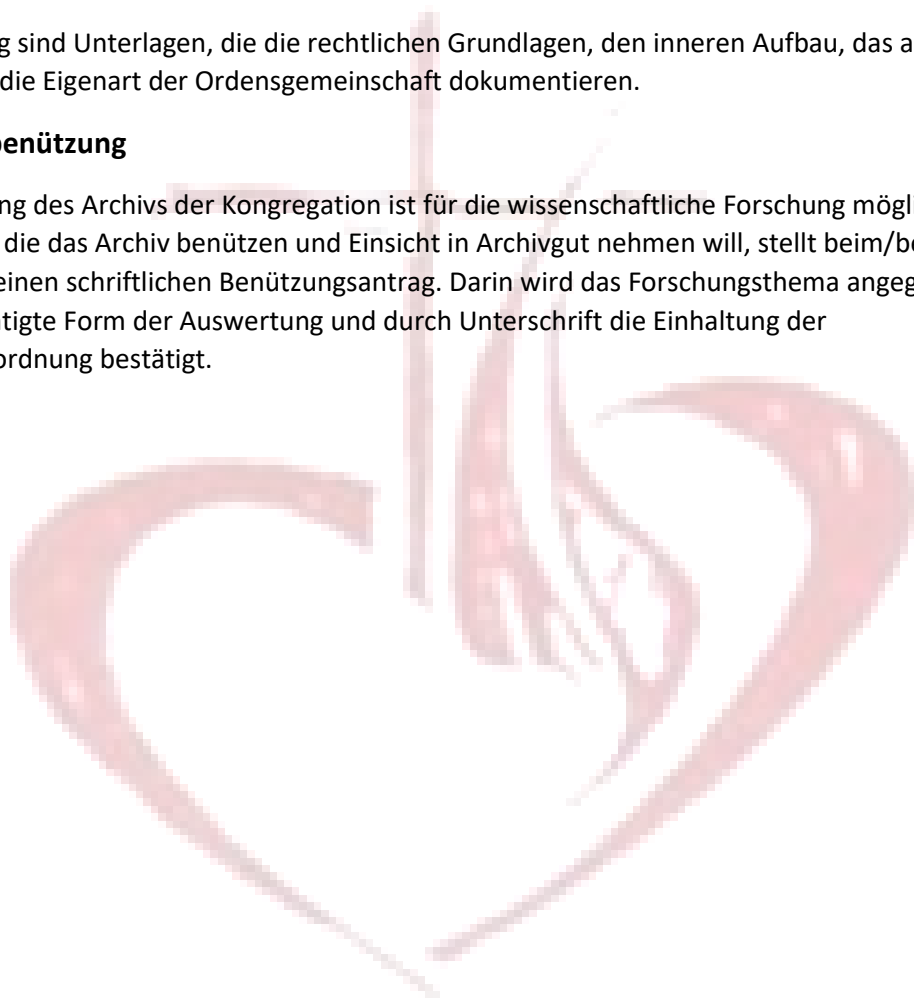 g sind Unterlagen, die die rechtlichen Grundlagen, den inneren Aufbau, das a
die Eigenart der Ordensgemeinschaft dokumentieren.
benützung
ng des Archivs der Kongregation ist für die wissenschaftliche Forschung mögli
die das Archiv benützen und Einsicht in Archivgut nehmen will, stellt beim/be
einen schriftlichen Benützungsantrag. Darin wird das Forschungsthema angeg
tigte Form der Auswertung und durch Unterschrift die Einhaltung der
ordnung bestätigt.